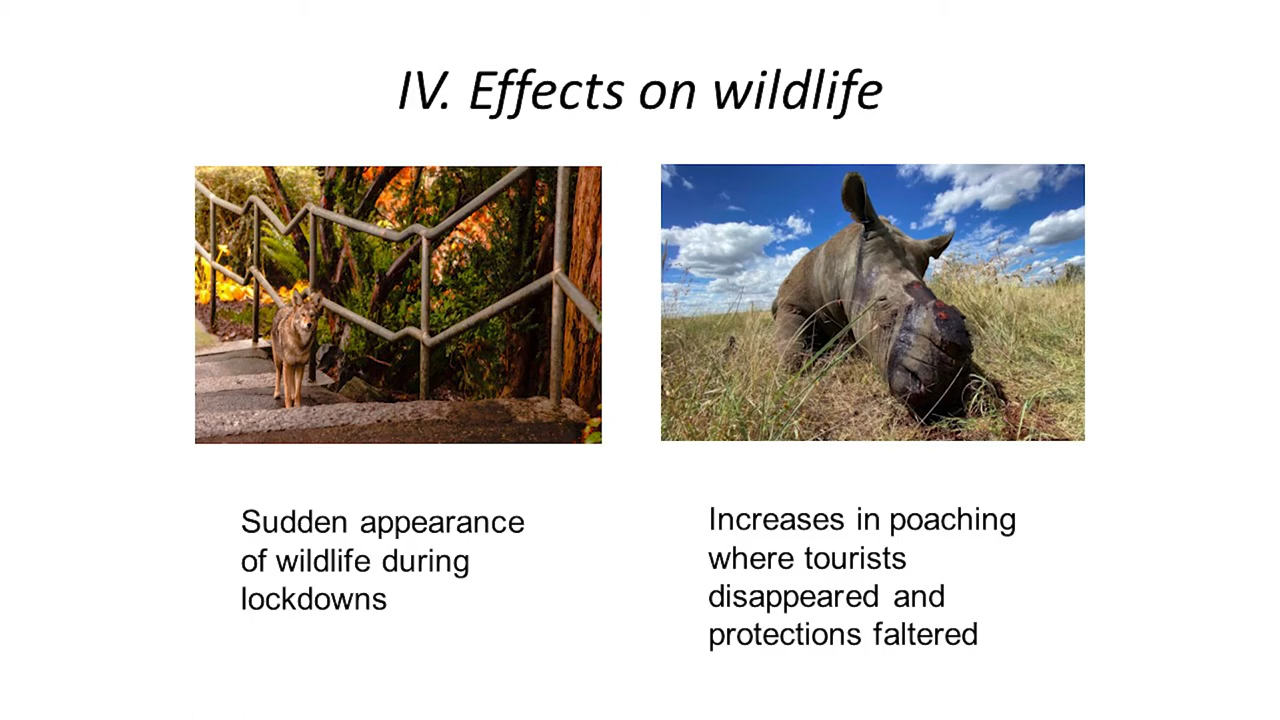 IV. Effects on wildlife
Sudden appearance
of wildlife during
lockdowns
Increases in poaching
where tourists
disappeared and
protections faltered